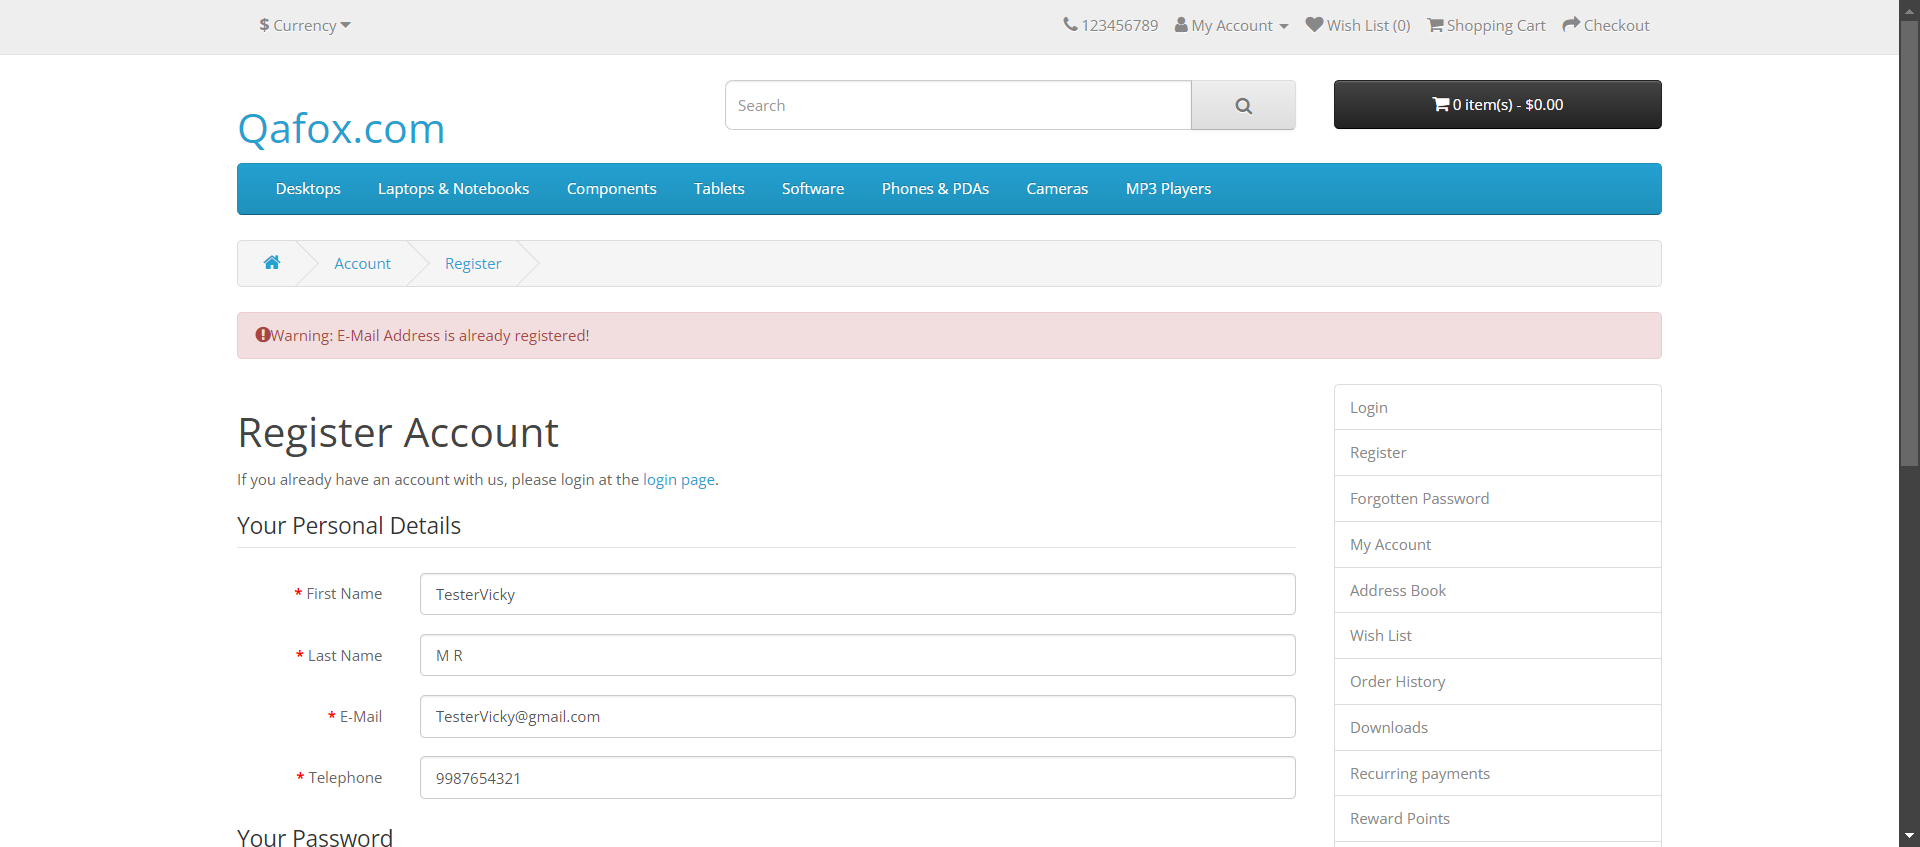 $ Currency
123456789 My Account Wish List (0) Shopping Cart Checkout
Qafox.com
Search
0 item(s) - $0.00
Desktops Laptops & Notebooks Components Tablets Software Phones & PDAs Cameras MP3 Players
Account Register
Warning: E-Mail Address is already registered!
Register Account
If you already have an account with us, please login at the login page.
Your Personal Details
* First Name TesterVicky
* Last Name M R
* E-Mail TesterVicky@gmail.com
* Telephone 9987654321
Your Password
Login
Register
Forgotten Password
My Account
Address Book
Wish List
Order History
Downloads
Recurring payments
Reward Points